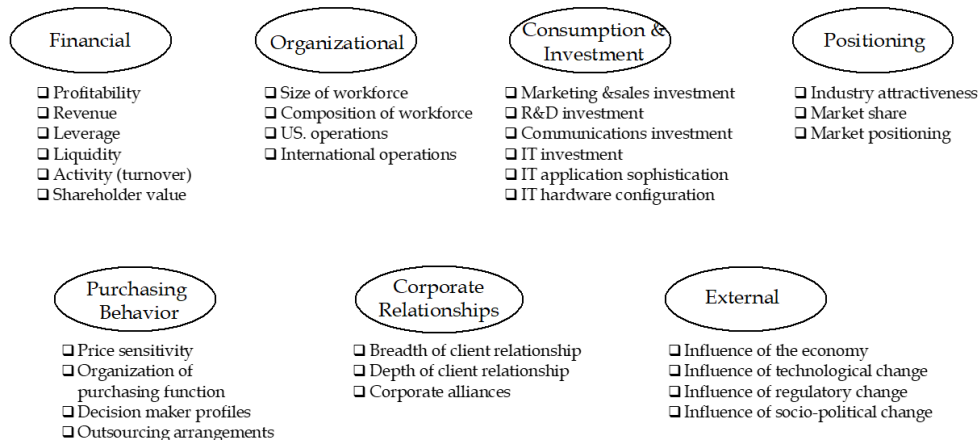 Financial
❑ Profitability
❑ Revenue
❑ Leverage
❑ Liquidity
❑ Activity (turnover)
❑ Shareholder value
Organizational
❑ Size of workforce
❑ Composition of workforce
❑ US. operations
❑ International operations
Consumption &
Investment
❑ Marketing &sales investment
❑ R&D investment
❑ Communications investment
❑ IT investment
❑ IT application sophistication
❑ IT hardware configuration
Positioning
❑ Industry attractiveness
❑ Market share
❑ Market positioning
Purchasing
Behavior
❑ Price sensitivity
❑ Organization of
purchasing function
❑ Decision maker profiles
❑ Outsourcing arrangements
Corporate
Relationships
❑ Breadth of client relationship
❑ Depth of client relationship
❑ Corporate alliances
External
❑ Influence of the economy
❑ Influence of technological change
❑ Influence of regulatory change
❑ Influence of socio-political change